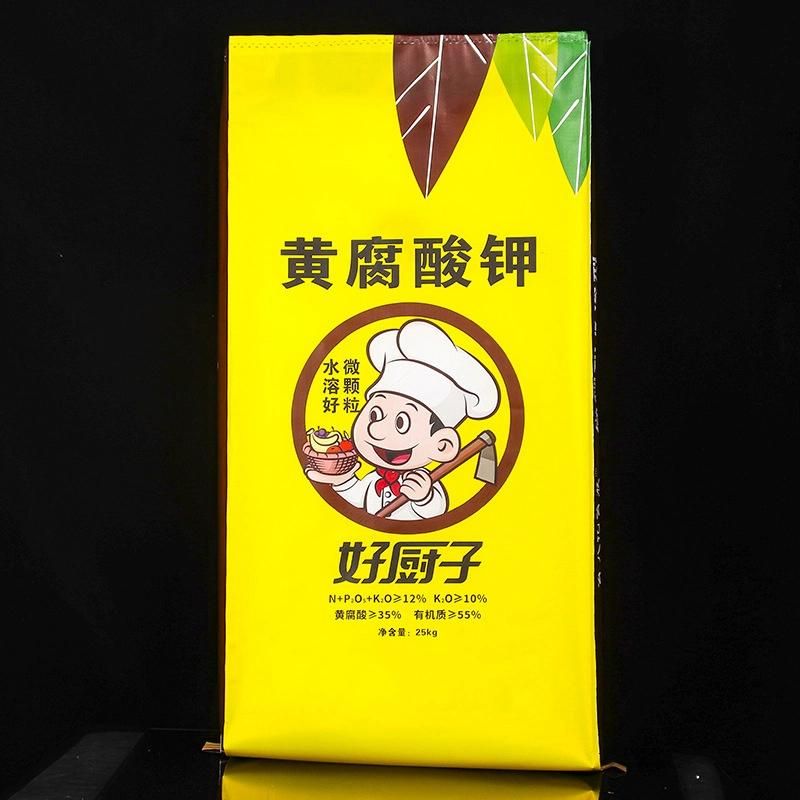 黄腐酸钾
微颗粒
水溶好
好厨子
N+P₂O₅+K₂O≥12% K₂O≥10%
黄腐酸≥35% 有机质≥55%
净含量：25kg